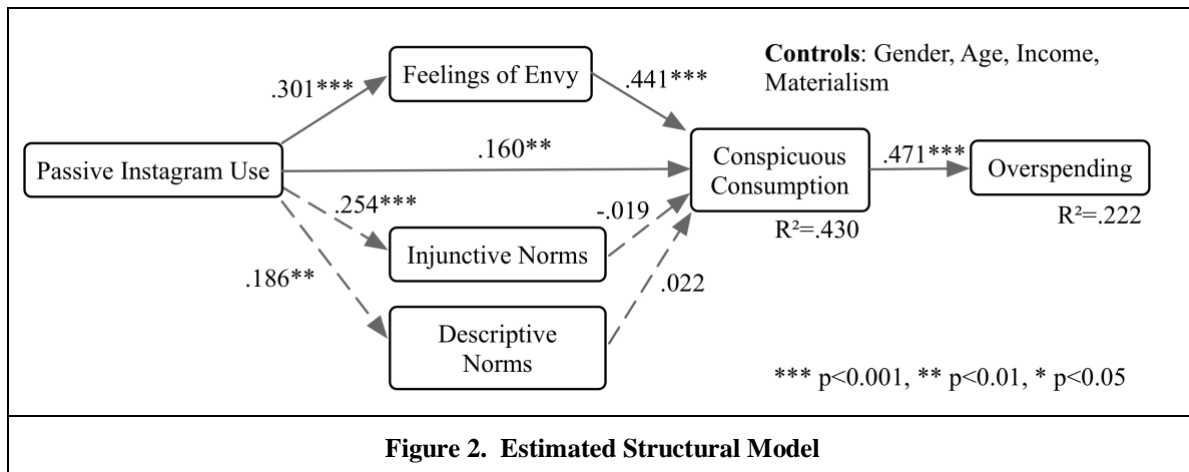 Feelings of Envy
Controls: Gender, Age, Income,
Materialism
.301***
.441***
Passive Instagram Use
.160**
Conspicuous
Consumption
.471***
Overspending
.254***
-.019
R²=.430
R²=.222
Injunctive Norms
.186**
.022
Descriptive
Norms
*** p<0.001, ** p<0.01, * p<0.05
Figure 2. Estimated Structural Model